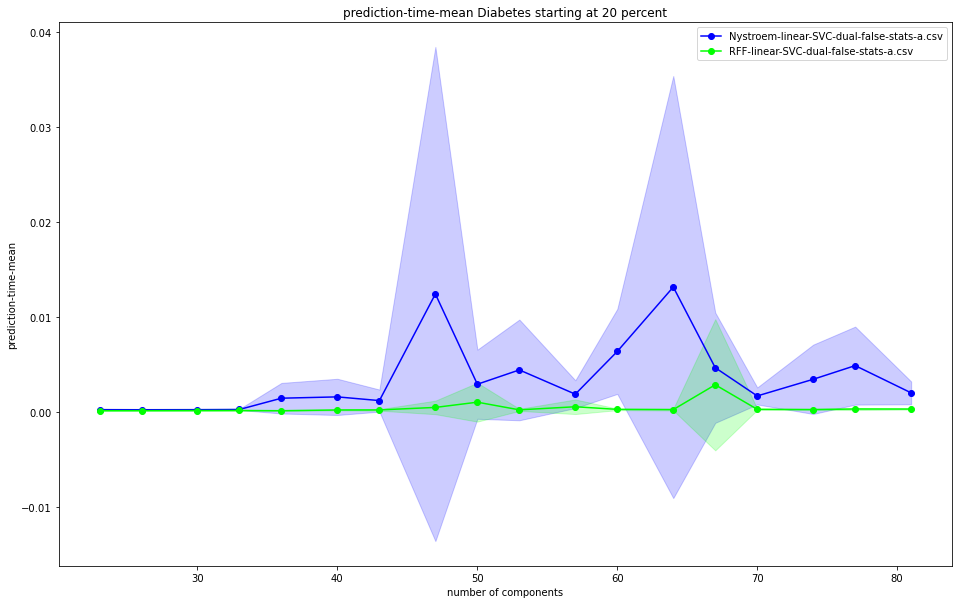 prediction-time-mean Diabetes starting at 20 percent
Nystroem-linear-SVC-dual-false-stats-a.csv
RFF-linear-SVC-dual-false-stats-a.csv
0.04
0.03
0.02
0.01
0.00
−0.01
prediction-time-mean
30 40 50 60 70 80
number of components